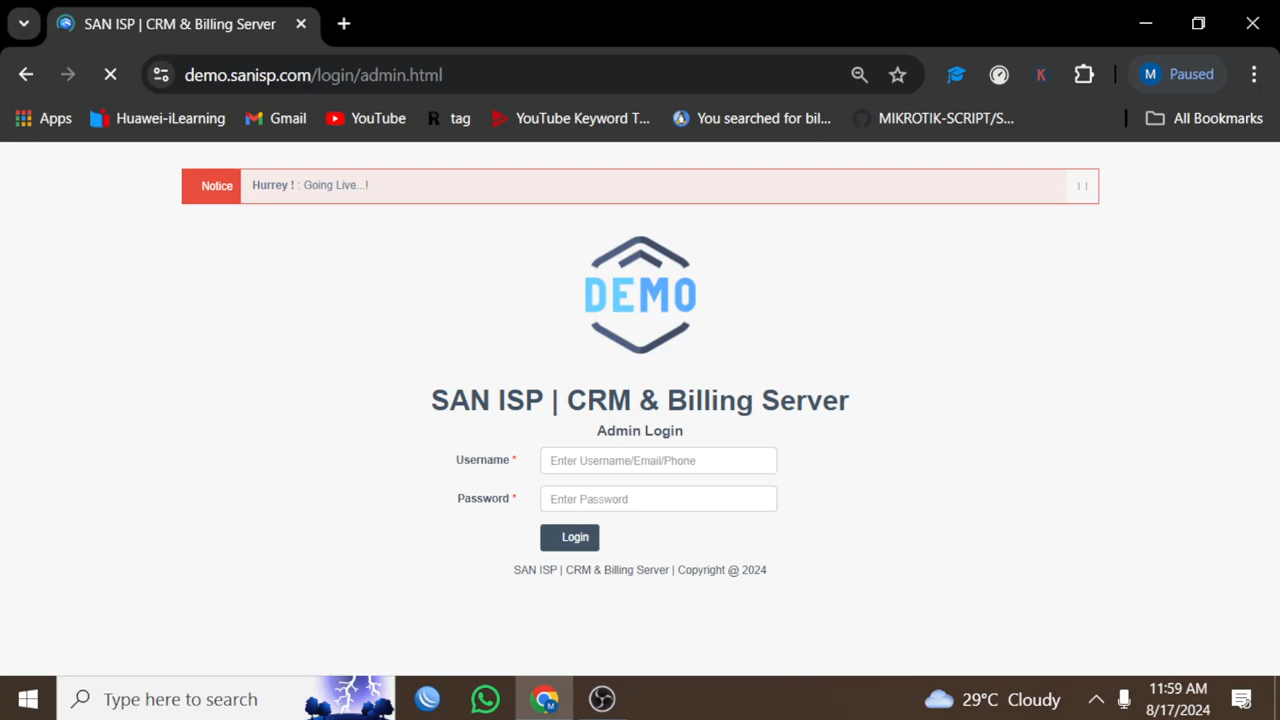 SAN ISP | CRM & Billing Server
demo.sanisp.com/login/admin.html
K
M Paused
Apps
Huawei-iLearning
Gmail
YouTube
R tag
YouTube Keyword T...
You searched for bil...
MIKROTIK-SCRIPT/S...
All Bookmarks
Notice
Hurrey ! : Going Live...!
DEMO
SAN ISP | CRM & Billing Server
Admin Login
Username *
Enter Username/Email/Phone
Password *
Enter Password
Login
SAN ISP | CRM & Billing Server | Copyright @ 2024
Type here to search
M
29°C Cloudy
11:59 AM
8/17/2024